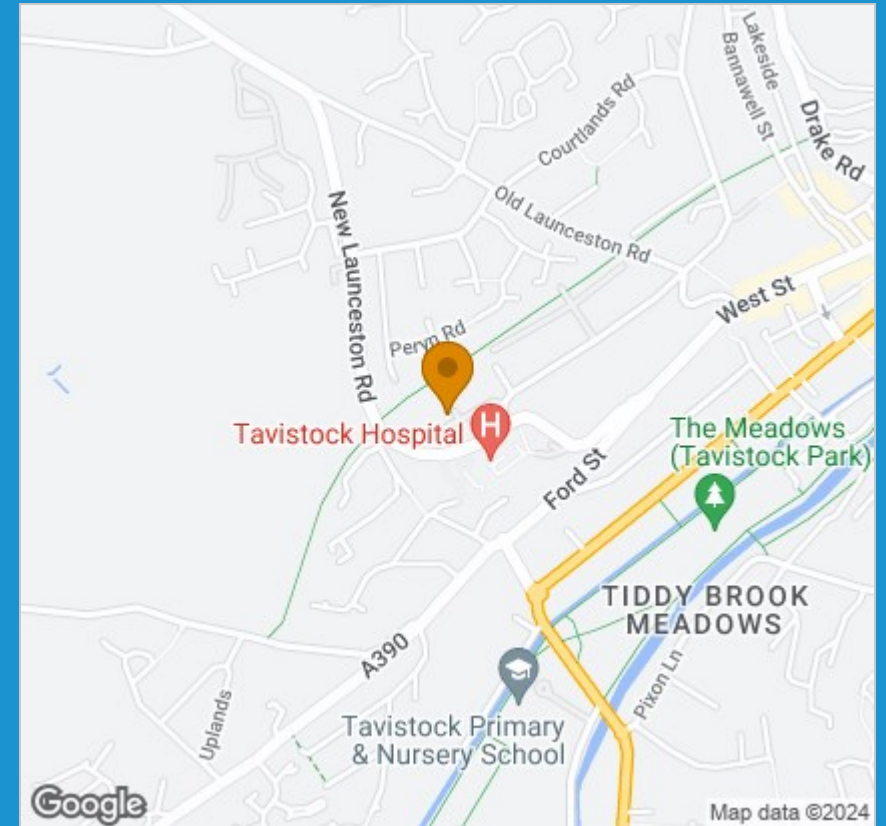 Lakeside
Bannawell St
Drake Rd
Courtlands Rd
Old Launceston Rd
New Launceston Rd
West St
Peryn Rd
Tavistock Hospital
H
The Meadows
(Tavistock Park)
Ford St
TIDDY BROOK
MEADOWS
A390
Pixon Ln
Uplands
Tavistock Primary
& Nursery School
Google
Map data ©2024